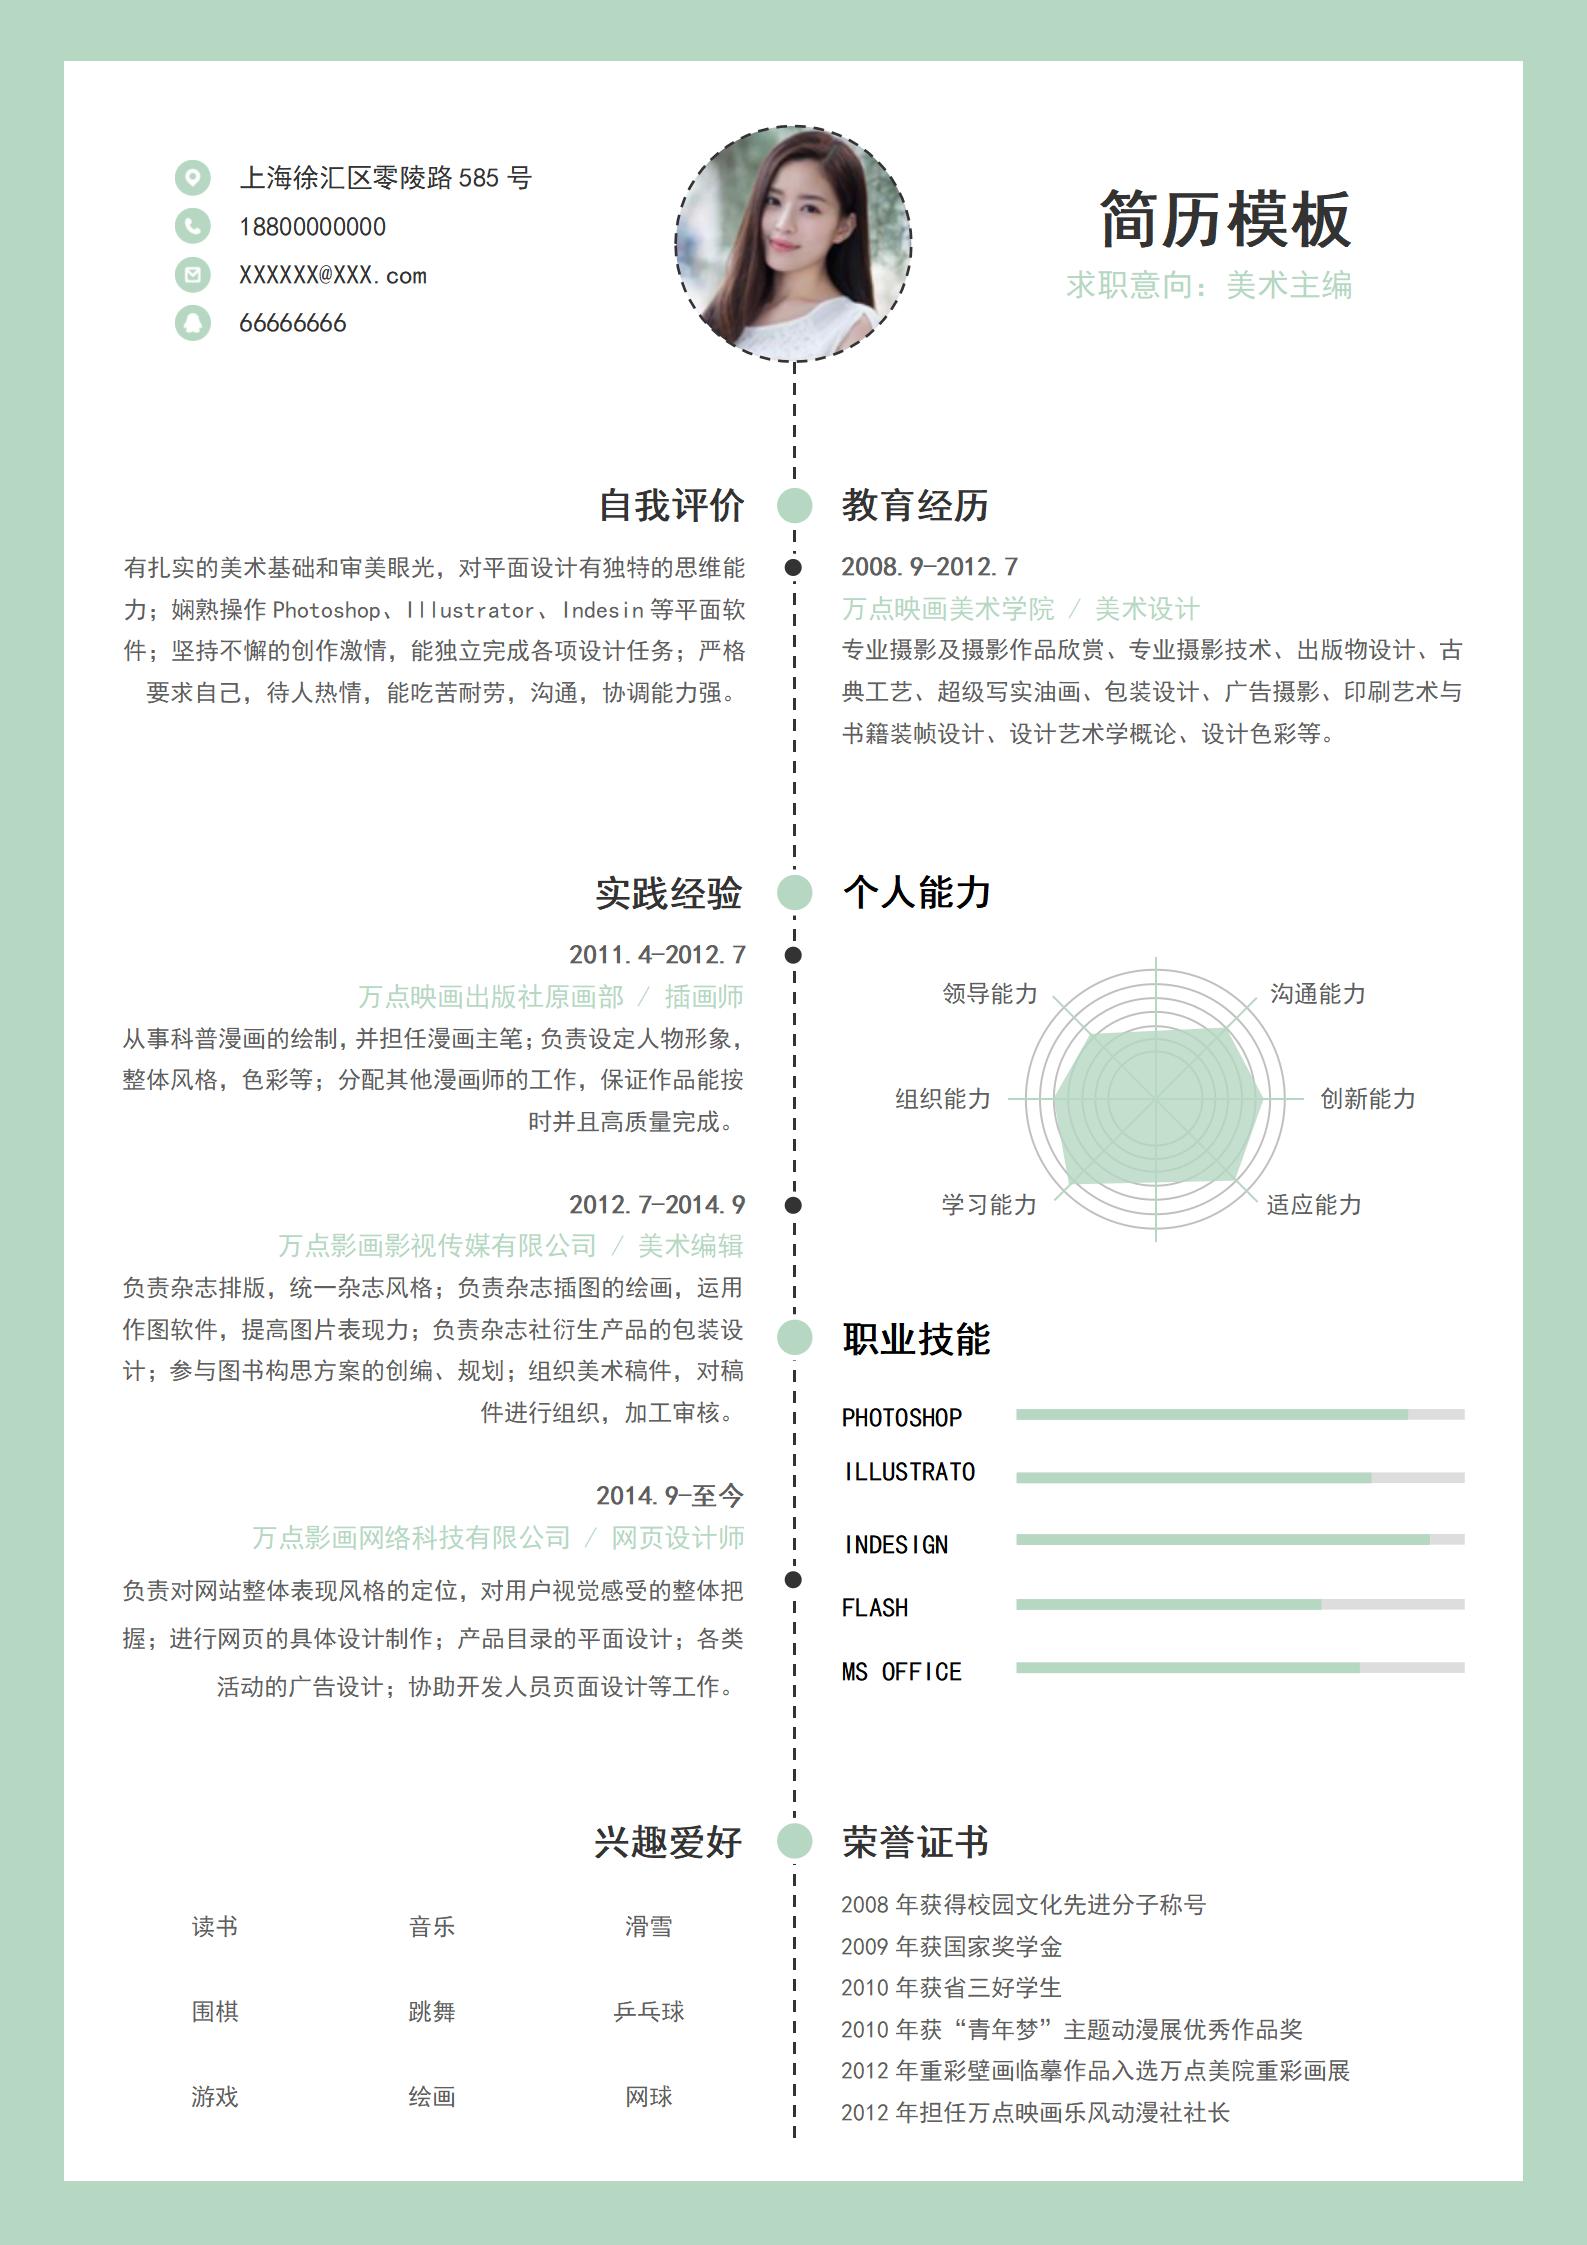 上海徐汇区零陵路 585 号
18800000000
XXXXXX@XXX.com
66666666
简历模板
求职意向：美术主编
自我评价
有扎实的美术基础和审美眼光，对平面设计有独特的思维能
力；娴熟操作 Photoshop、Illustrator、Indesin 等平面软
件；坚持不懈的创作激情，能独立完成各项设计任务；严格
要求自己，待人热情，能吃苦耐劳，沟通，协调能力强。
教育经历
2008.9-2012.7
万点映画美术学院 / 美术设计
专业摄影及摄影作品欣赏、专业摄影技术、出版物设计、古
典工艺、超级写实油画、包装设计、广告摄影、印刷艺术与
书籍装帧设计、设计艺术学概论、设计色彩等。
实践经验
2011.4-2012.7
万点映画出版社原画部 / 插画师
从事科普漫画的绘制，并担任漫画主笔；负责设定人物形象，
整体风格，色彩等；分配其他漫画师的工作，保证作品能按
时并且高质量完成。
2012.7-2014.9
万点影画影视传媒有限公司 / 美术编辑
负责杂志排版，统一杂志风格；负责杂志插图的绘画，运用
作图软件，提高图片表现力；负责杂志社衍生产品的包装设
计；参与图书构思方案的创编、规划；组织美术稿件，对稿
件进行组织，加工审核。
2014.9-至今
万点影画网络科技有限公司 / 网页设计师
负责对网站整体表现风格的定位，对用户视觉感受的整体把
握；进行网页的具体设计制作；产品目录的平面设计；各类
活动的广告设计；协助开发人员页面设计等工作。
个人能力
领导能力
沟通能力
组织能力
创新能力
学习能力
适应能力
职业技能
PHOTOSHOP
ILLUSTRATO
INDESIGN
FLASH
MS OFFICE
兴趣爱好
读书 音乐 滑雪
围棋 跳舞 乒乓球
游戏 绘画 网球
荣誉证书
2008 年获得校园文化先进分子称号
2009 年获国家奖学金
2010 年获省三好学生
2010 年获“青年梦”主题动漫展优秀作品奖
2012 年重彩壁画临摹作品入选万点美院重彩画展
2012 年担任万点映画乐风动漫社社长